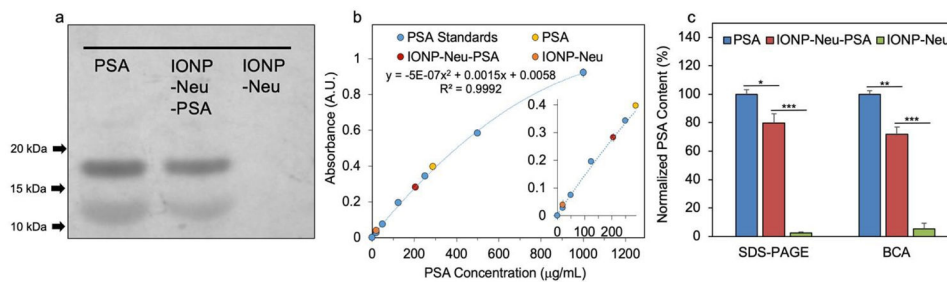 a
PSA
IONP
-Neu
-PSA
IONP
-Neu
20 kDa
15 kDa
10 kDa
b
PSA Standards
PSA
IONP-Neu-PSA
IONP-Neu
y = -5E-07x² + 0.0015x + 0.0058
R² = 0.9992
Absorbance (A.U.)
1
0.8
0.6
0.4
0.2
0
0 200 400 600 800 1000 1200
PSA Concentration (µg/mL)
0.4
0.3
0.2
0.1
0
0 100 200
c
PSA
IONP-Neu-PSA
IONP-Neu
Normalized PSA Content (%)
140
120
100
80
60
40
20
0
*
***
**
***
SDS-PAGE
BCA